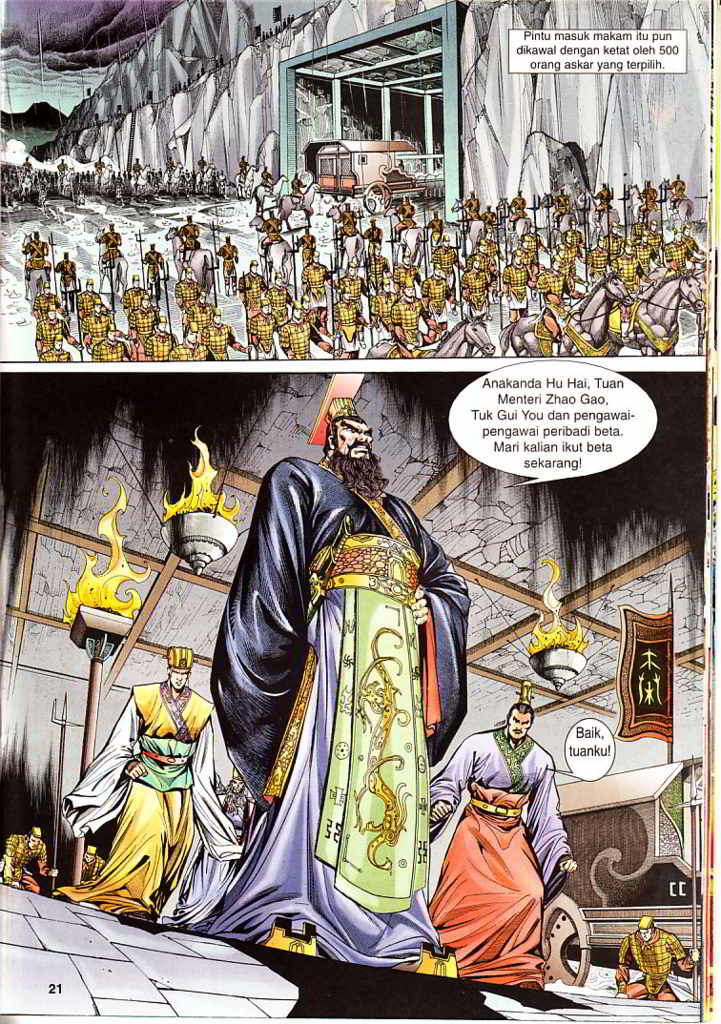 Pintu masuk makam itu pun
dikawal dengan ketat oleh 500
orang askar yang terpilih.
Anakanda Hu Hai, Tuan
Menteri Zhao Gao,
Tuk Gui You dan pengawai-
pengawai peribadi beta.
Mari kalian ikut beta
sekarang!
Baik,
tuanku!
21